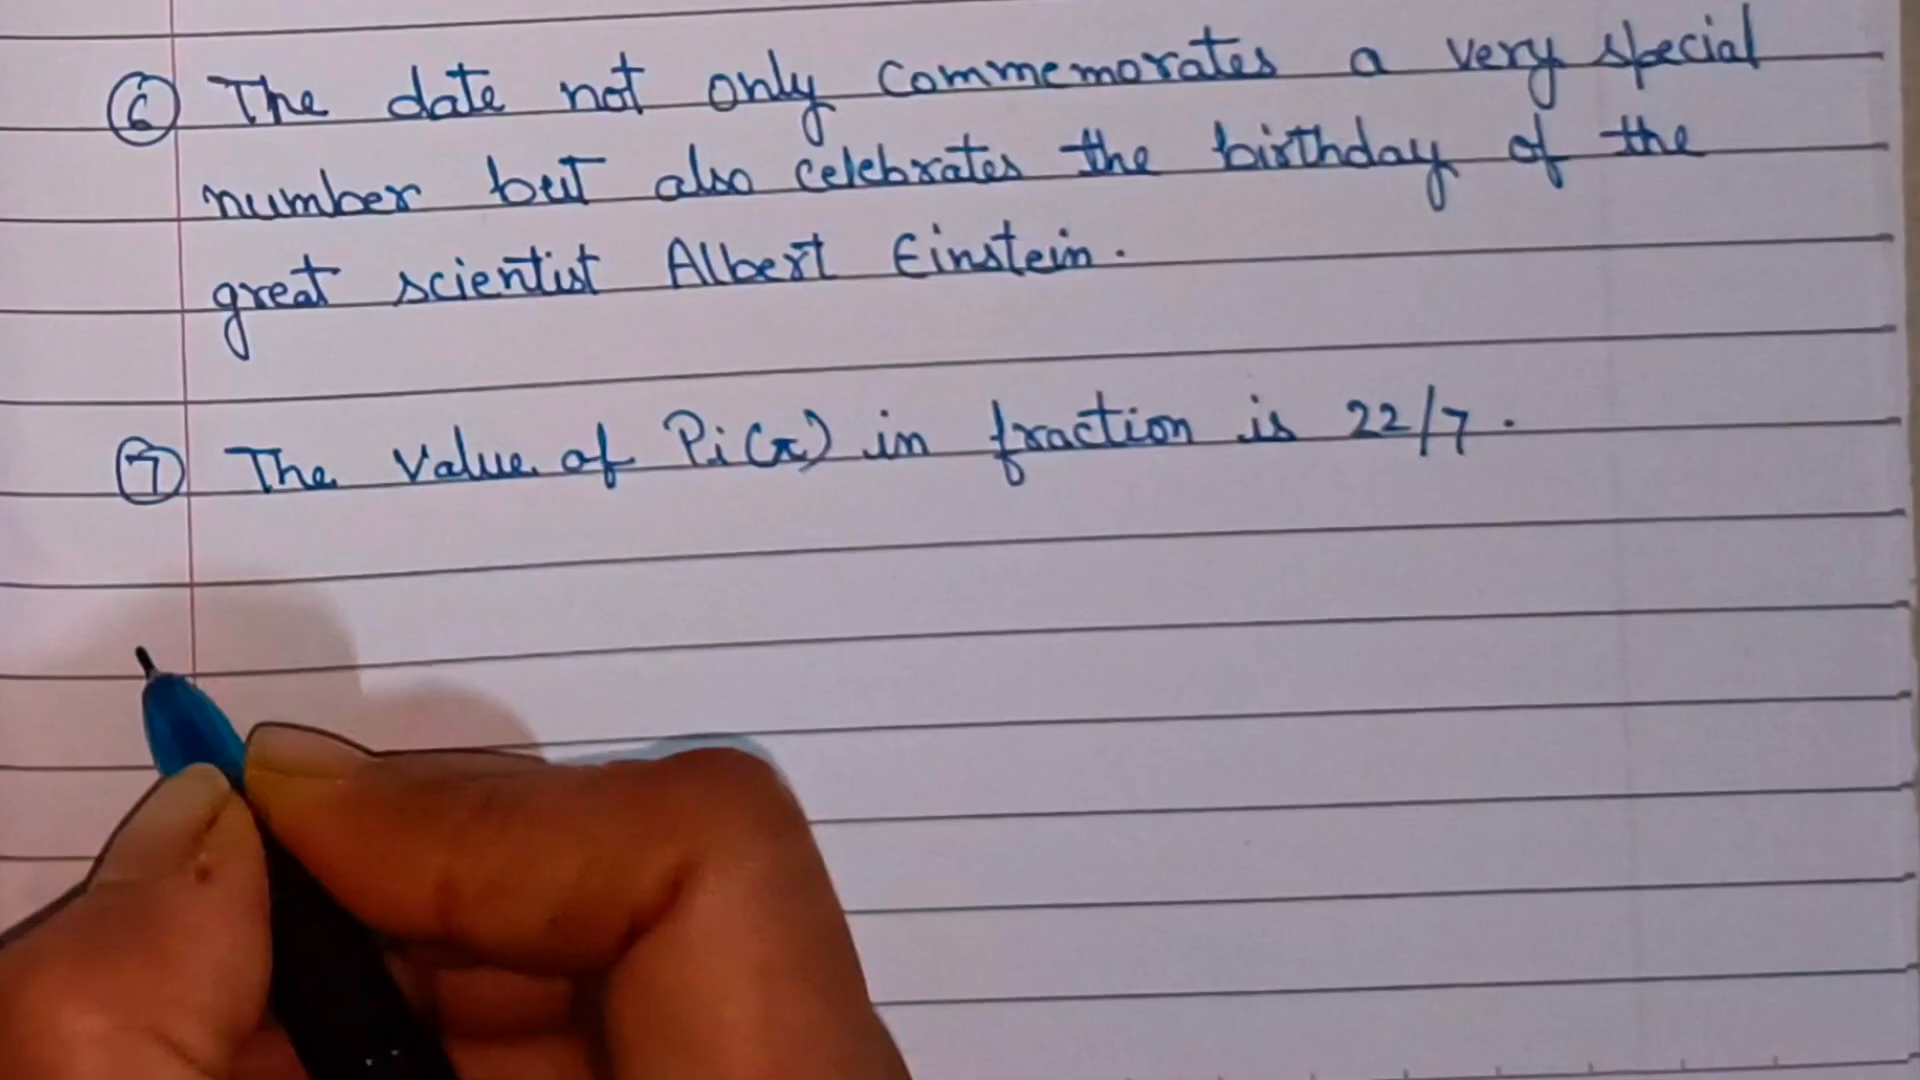 6 The date not only commemorates a very special
number but also celebrates the birthday of the
great scientist Albert Einstein.
7 The Value of Pi(π) in fraction is 22/7.